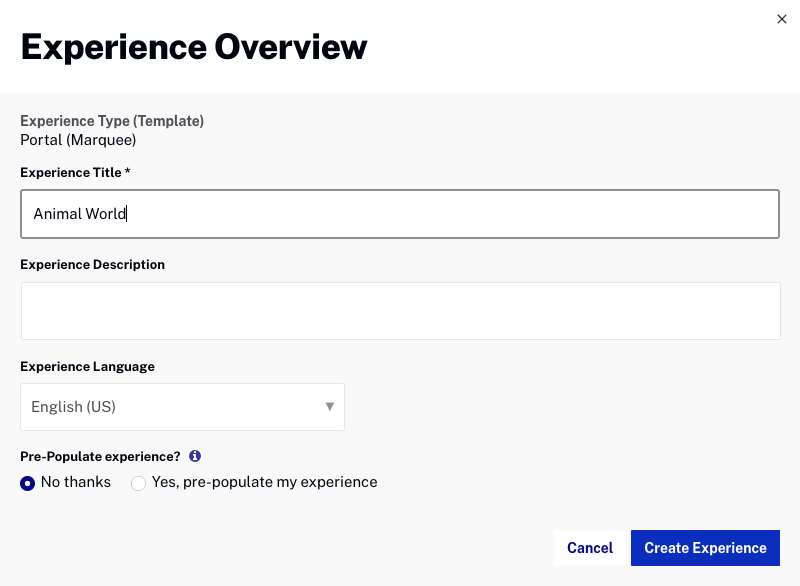 Experience Overview
Experience Type (Template)
Portal (Marquee)
Experience Title *
Animal World
Experience Description
Experience Language
English (US)
Pre-Populate experience?
No thanks
Yes, pre-populate my experience
Cancel
Create Experience